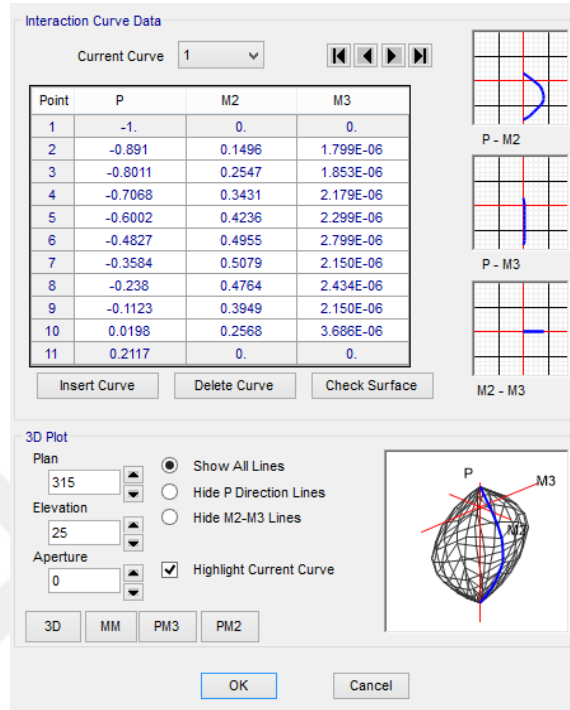 Interaction Curve Data
Current Curve 1
Point P M2 M3
1 -1. 0. 0.
2 -0.891 0.1496 1.799E-06
3 -0.8011 0.2547 1.853E-06
4 -0.7068 0.3431 2.179E-06
5 -0.6002 0.4236 2.299E-06
6 -0.4827 0.4955 2.799E-06
7 -0.3584 0.5079 2.150E-06
8 -0.238 0.4764 2.434E-06
9 -0.1123 0.3949 2.150E-06
10 0.0198 0.2568 3.686E-06
11 0.2117 0. 0.
Insert Curve Delete Curve Check Surface
P - M2
P - M3
M2 - M3
3D Plot
Plan
315
Elevation
25
Aperture
0
Show All Lines
Hide P Direction Lines
Hide M2-M3 Lines
Highlight Current Curve
3D MM PM3 PM2
P
M3
M2
OK Cancel